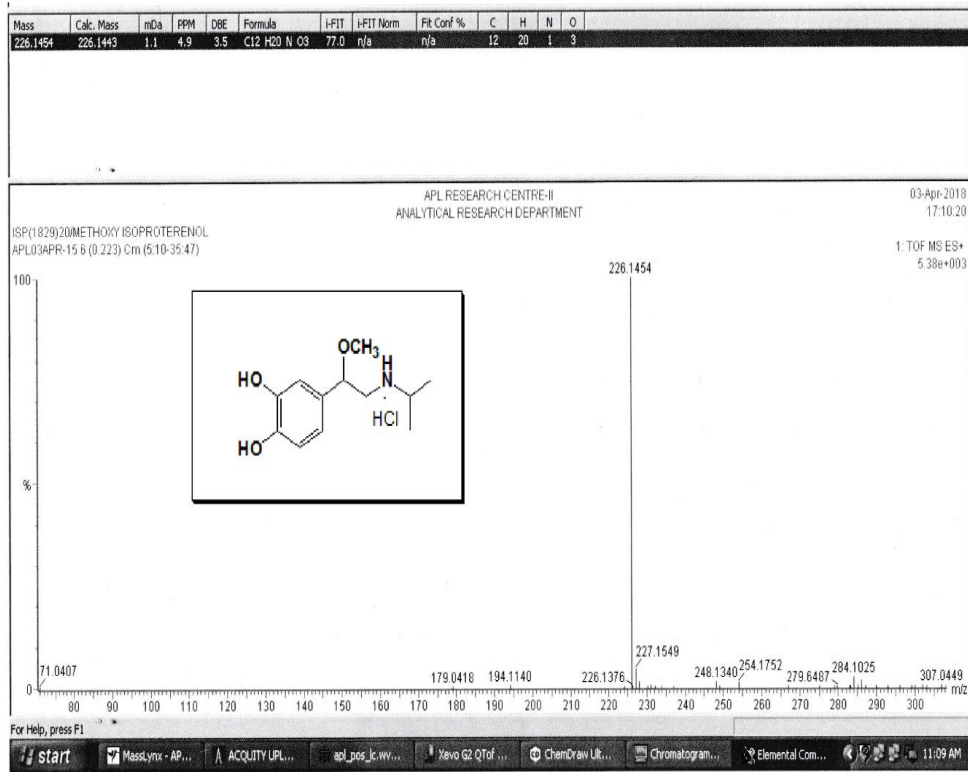 Mass Calc. Mass mDa PPM DBE Formula i-FIT i-FIT Norm Fit Conf % C H N O
226.1454 226.1443 1.1 4.9 3.5 C12 H20 N O3 77.0 n/a n/a 12 20 1 3
APL RESEARCH CENTRE-II
ANALYTICAL RESEARCH DEPARTMENT
03-Apr-2018
17:10:20
ISP(1829)20/METHOXY ISOPROTERENOL
APL03APR-15 6 (0.223) Cm (5:10-35:47)
1: TOF MS ES+
5.38e+003
100
226.1454
OCH3
HO
H
N
HCl
HO
%
71.0407
179.0418
194.1140
226.1376
227.1549
248.1340
254.1752
279.6487
284.1025
307.0449
0
m/z
80 90 100 110 120 130 140 150 160 170 180 190 200 210 220 230 240 250 260 270 280 290 300
For Help, press F1
start MassLynx - AP... ACQUITY UPL... apl_pos_lc.wv... Xevo G2 QTof ... ChemDraw Ult... Chromatogram... Elemental Com... 11:09 AM